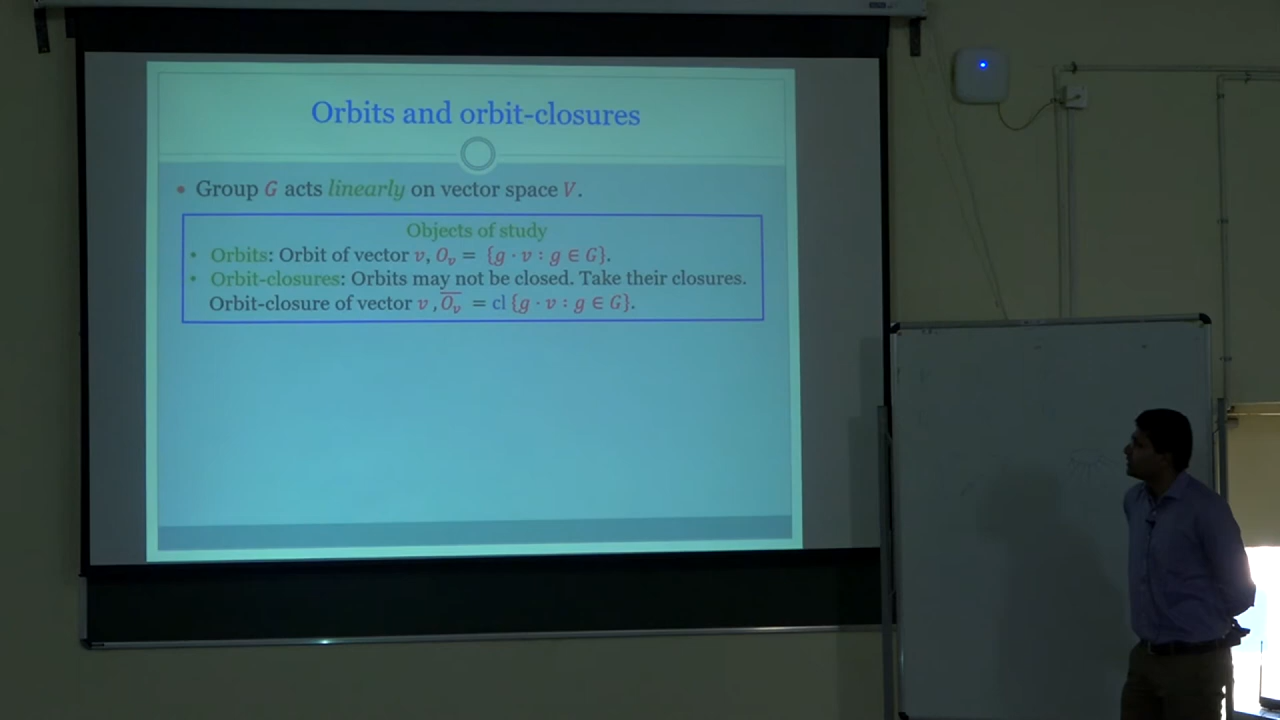 Orbits and orbit-closures
• Group G acts linearly on vector space V.
Objects of study
• Orbits: Orbit of vector v, O_v = {g · v : g ∈ G}.
• Orbit-closures: Orbits may not be closed. Take their closures.
Orbit-closure of vector v, \overline{O_v} = cl {g · v : g ∈ G}.